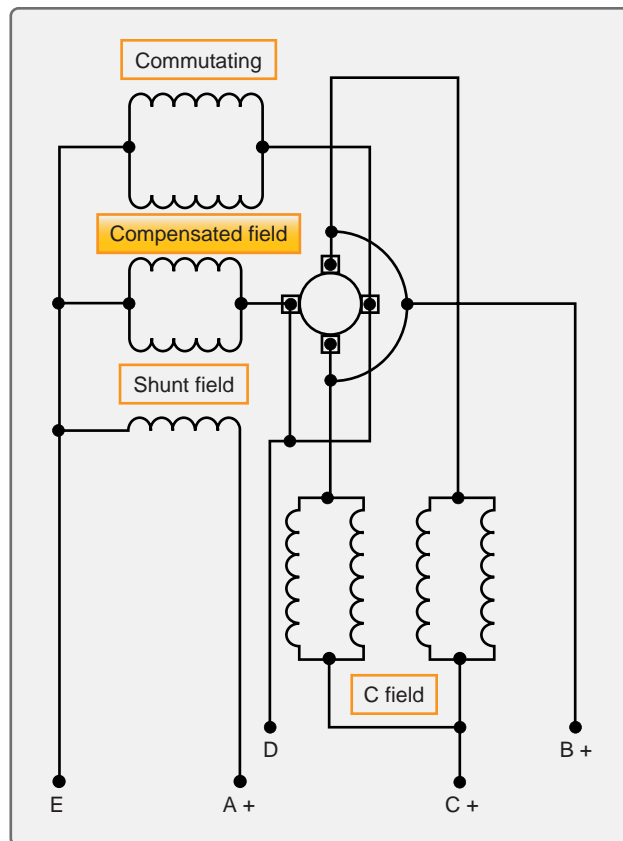 Commutating
Compensated field
Shunt field
C field
D
B +
E
A +
C +